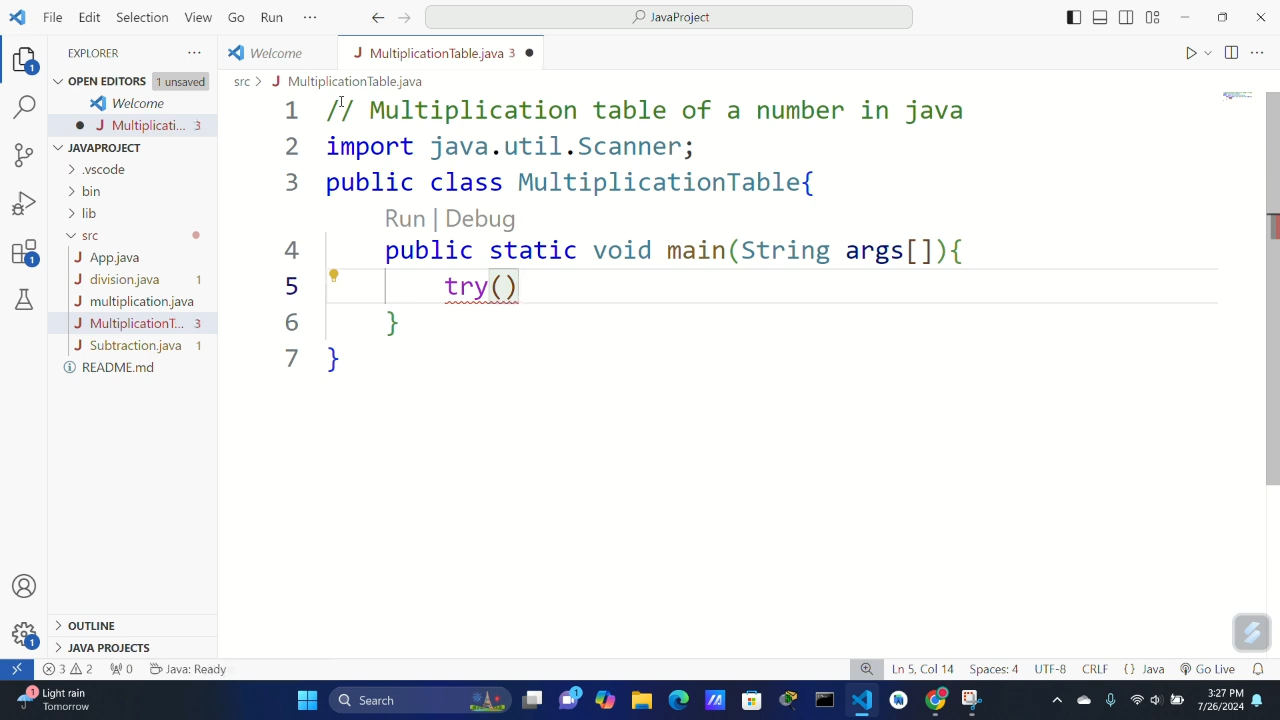 File Edit Selection View Go Run ··· JavaProject
EXPLORER ···
OPEN EDITORS 1 unsaved
Welcome
Multiplicati... 3
JAVAPROJECT
.vscode
bin
lib
src
App.java
division.java 1
multiplication.java
MultiplicationT... 3
Subtraction.java 1
README.md
OUTLINE
JAVA PROJECTS
1
1
1
Welcome MultiplicationTable.java 3
src > MultiplicationTable.java
1 // Multiplication table of a number in java
2 import java.util.Scanner;
3 public class MultiplicationTable{
Run | Debug
4 public static void main(String args[]){
5 try()
6 }
7 }
3 2 0 Java: Ready Ln 5, Col 14 Spaces: 4 UTF-8 CRLF {} Java Go Live
1 Light rain
Tomorrow
Search
1
3:27 PM
7/26/2024